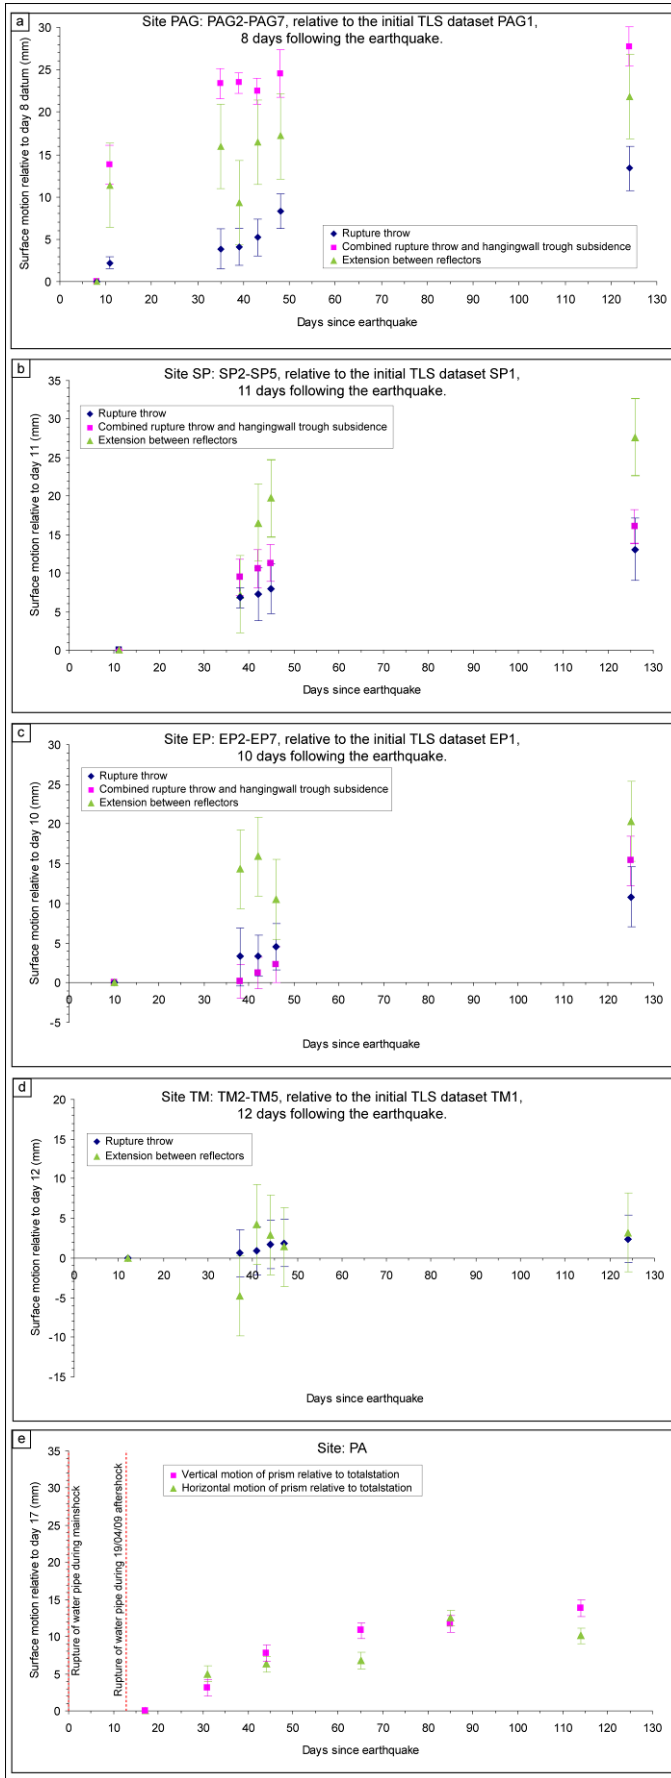 a
Site PAG: PAG2-PAG7, relative to the initial TLS dataset PAG1,
8 days following the earthquake.
Surface motion relative to day 8 datum (mm)
30
25
20
15
10
5
0
Rupture throw
Combined rupture throw and hangingwall trough subsidence
Extension between reflectors
0 10 20 30 40 50 60 70 80 90 100 110 120 130
Days since earthquake
b
Site SP: SP2-SP5, relative to the initial TLS dataset SP1,
11 days following the earthquake.
Surface motion relative to day 11 (mm)
35
30
25
20
15
10
5
0
Rupture throw
Combined rupture throw and hangingwall trough subsidence
Extension between reflectors
0 10 20 30 40 50 60 70 80 90 100 110 120 130
Days since earthquake
c
Site EP: EP2-EP7, relative to the initial TLS dataset EP1,
10 days following the earthquake.
Surface motion relative to day 10 (mm)
30
25
20
15
10
5
0
-5
Rupture throw
Combined rupture throw and hangingwall trough subsidence
Extension between reflectors
0 10 20 30 40 50 60 70 80 90 100 110 120 130
Days since earthquake
d
Site TM: TM2-TM5, relative to the initial TLS dataset TM1,
12 days following the earthquake.
Surface motion relative to day 12 (mm)
20
15
10
5
0
-5
-10
-15
Rupture throw
Extension between reflectors
0 10 20 30 40 50 60 70 80 90 100 110 120 130
Days since earthquake
e
Site: PA
Surface motion relative to day 17 (mm)
35
30
25
20
15
10
5
0
Rupture of water pipe during mainshock
Rupture of water pipe during 19/04/09 aftershock
Vertical motion of prism relative to totalstation
Horizontal motion of prism relative to totalstation
0 10 20 30 40 50 60 70 80 90 100 110 120 130
Days since earthquake